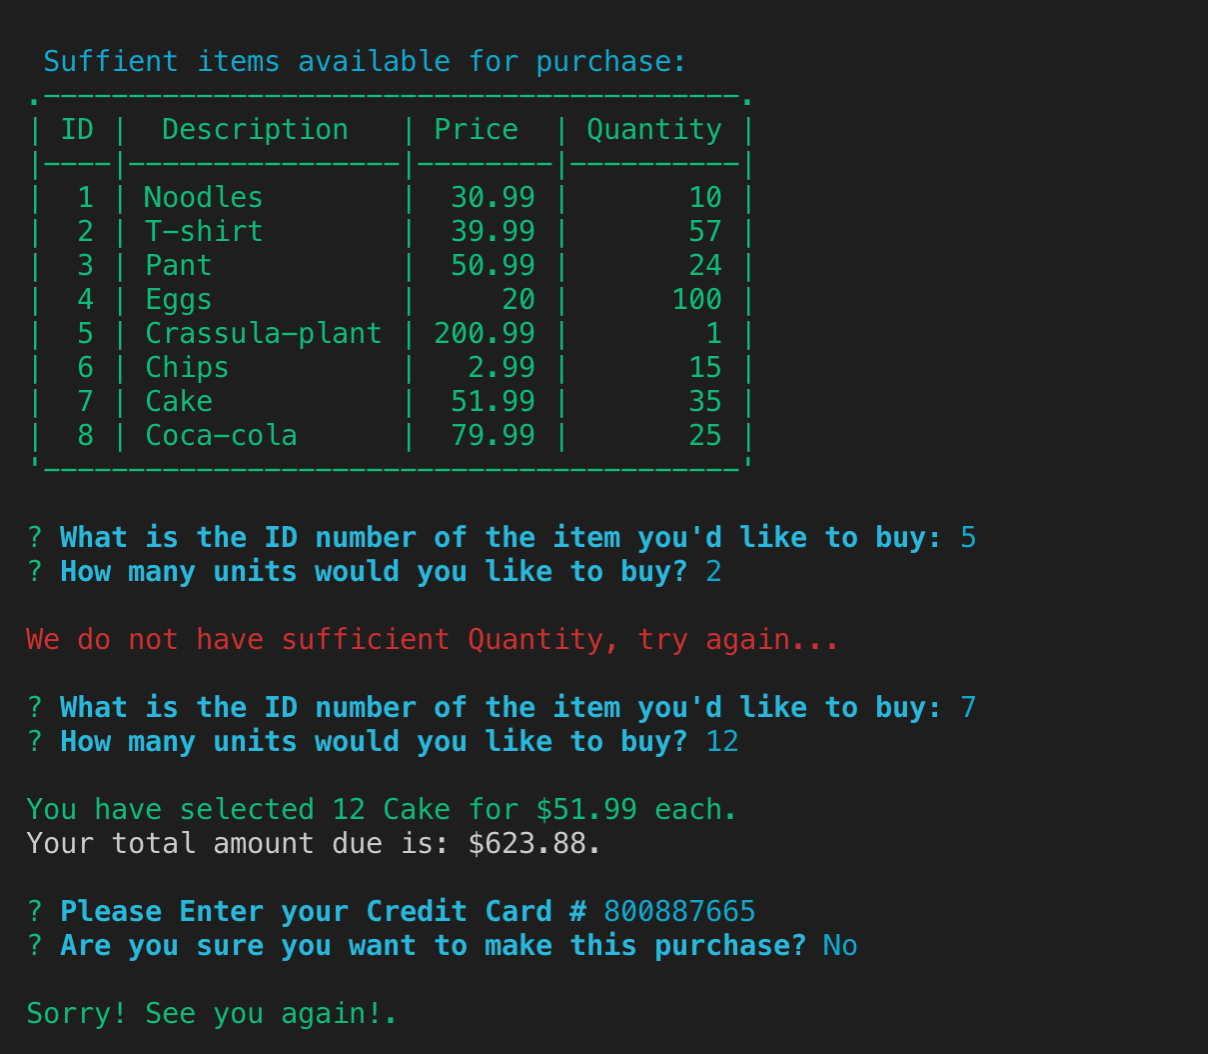 Suffient items available for purchase:
.-----------------------------------------.
| ID |  Description   | Price  | Quantity |
|----|----------------|--------|----------|
|  1 | Noodles        |  30.99 |       10 |
|  2 | T-shirt        |  39.99 |       57 |
|  3 | Pant           |  50.99 |       24 |
|  4 | Eggs           |     20 |      100 |
|  5 | Crassula-plant | 200.99 |        1 |
|  6 | Chips          |   2.99 |       15 |
|  7 | Cake           |  51.99 |       35 |
|  8 | Coca-cola      |  79.99 |       25 |
'-----------------------------------------'
? What is the ID number of the item you'd like to buy: 5
? How many units would you like to buy? 2
We do not have sufficient Quantity, try again...
? What is the ID number of the item you'd like to buy: 7
? How many units would you like to buy? 12
You have selected 12 Cake for $51.99 each.
Your total amount due is: $623.88.
? Please Enter your Credit Card # 800887665
? Are you sure you want to make this purchase? No
Sorry! See you again!.